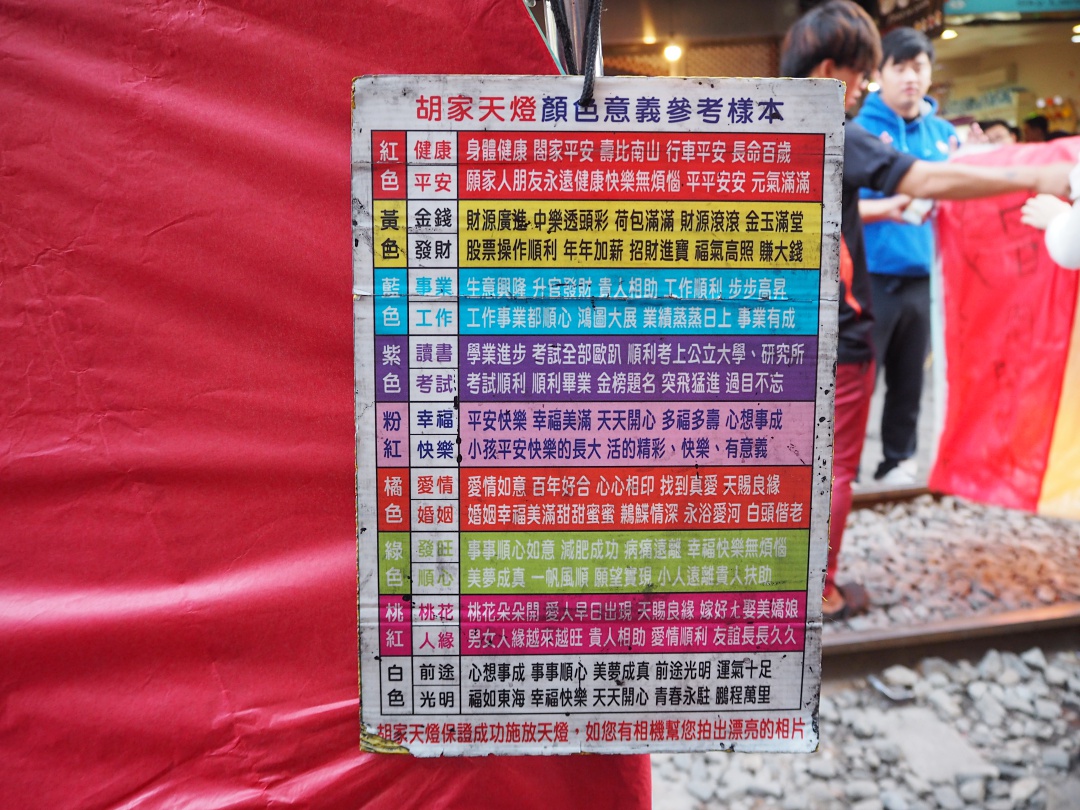 胡家天燈顏色意義參考樣本
紅 健康 身體健康 閤家平安 壽比南山 行車平安 長命百歲
色 平安 願家人朋友永遠健康快樂無煩惱 平平安安 元氣滿滿
黃 金錢 財源廣進 中樂透頭彩 荷包滿滿 財源滾滾 金玉滿堂
色 發財 股票操作順利 年年加薪 招財進寶 福氣高照 賺大錢
藍 事業 生意興隆 升官發財 貴人相助 工作順利 步步高昇
色 工作 工作事業都順心 鴻圖大展 業績蒸蒸日上 事業有成
紫 讀書 學業進步 考試全部歐趴 順利考上公立大學、研究所
色 考試 考試順利 順利畢業 金榜題名 突飛猛進 過目不忘
粉 幸福 平安快樂 幸福美滿 天天開心 多福多壽 心想事成
紅 快樂 小孩平安快樂的長大 活的精彩、快樂、有意義
橘 愛情 愛情如意 百年好合 心心相印 找到真愛 天賜良緣
色 婚姻 婚姻幸福美滿甜甜蜜蜜 鶼鰈情深 永浴愛河 白頭偕老
綠 發旺 事事順心如意 減肥成功 病痛遠離 幸福快樂無煩惱
色 順心 美夢成真 一帆風順 願望實現 小人遠離貴人扶助
桃 桃花 桃花朵朵開 愛人早日出現 天賜良緣 嫁好尪娶美嬌娘
紅 人緣 男女人緣越來越旺 貴人相助 愛情順利 友誼長長久久
白 前途 心想事成 事事順心 美夢成真 前途光明 運氣十足
色 光明 福如東海 幸福快樂 天天開心 青春永駐 鵬程萬里
胡家天燈保證成功施放天燈，如您有相機幫您拍出漂亮的相片